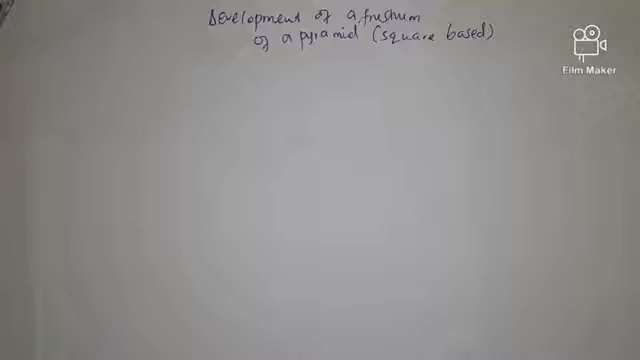 Development of a frustum
of a pyramid (square based)
Film Maker